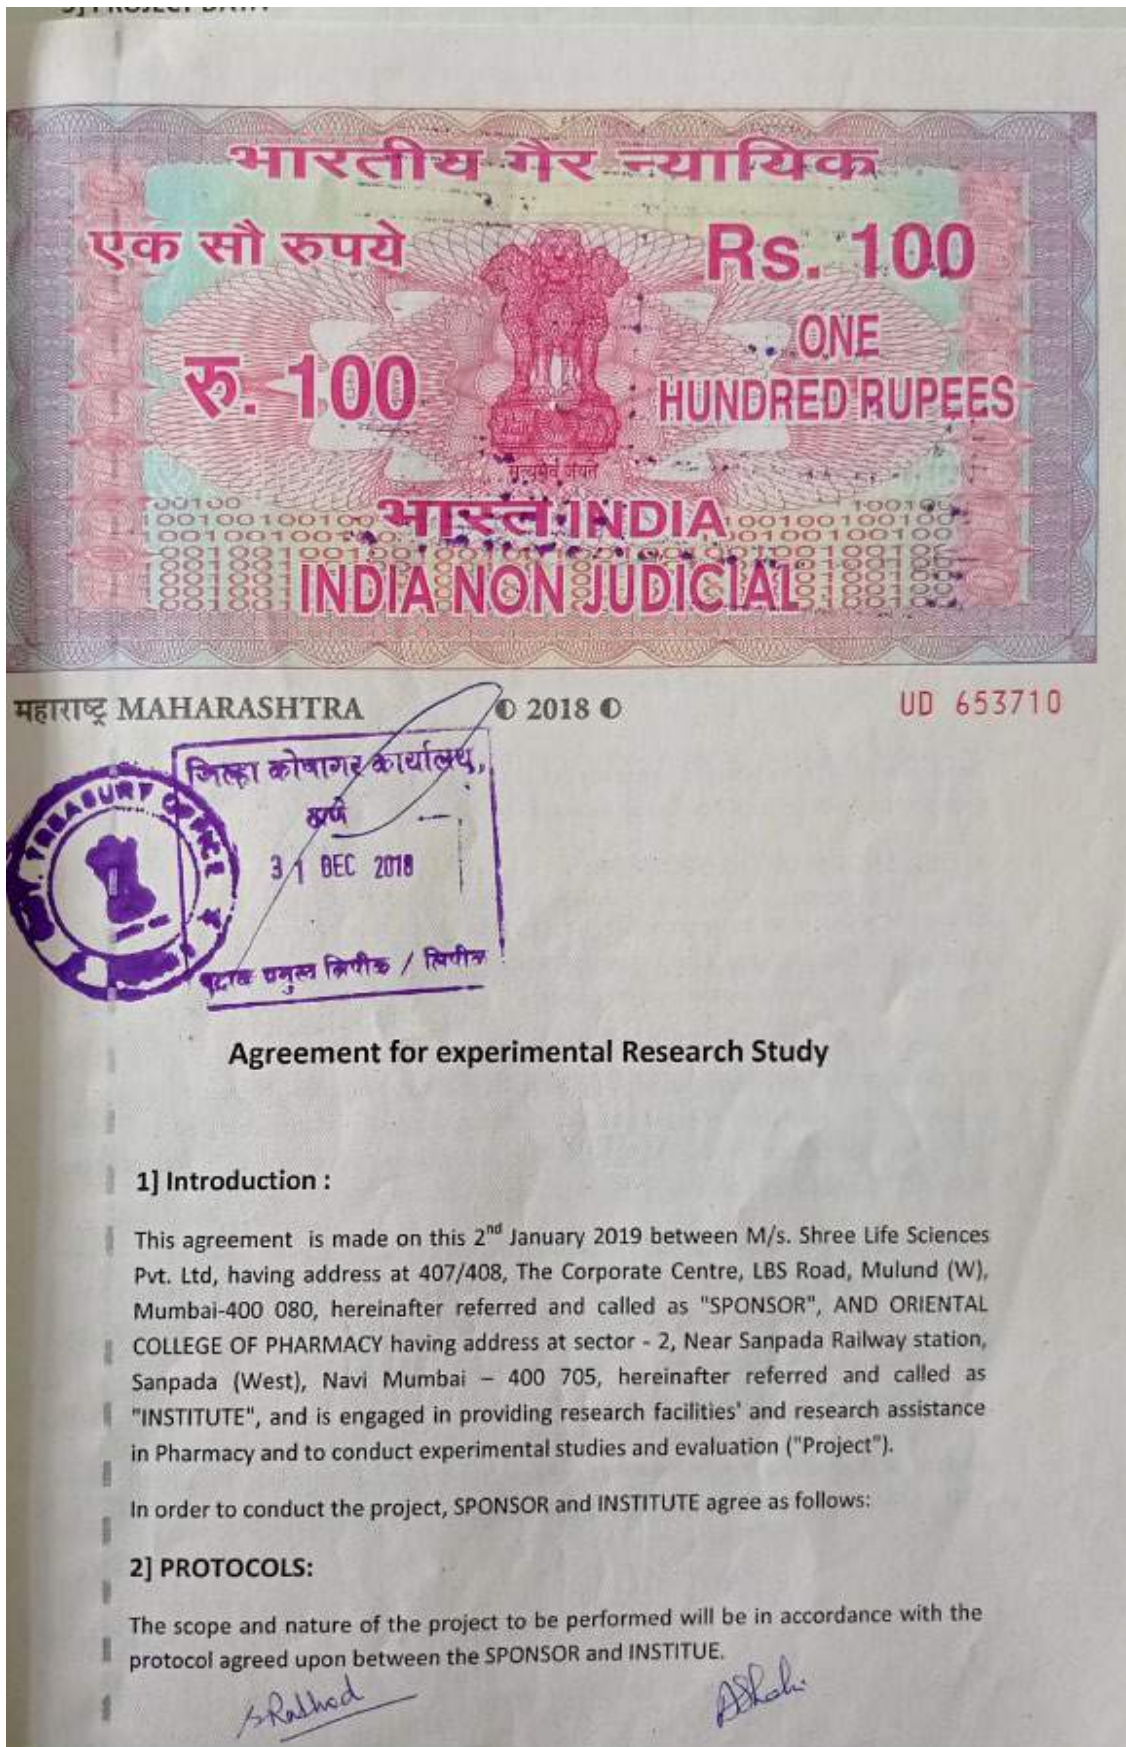 3] PROJECT DATA
भारतीय गैर न्यायिक
एक सौ रुपये
Rs. 100
रु. 100
ONE
HUNDRED RUPEES
सत्यमेव जयते
भारत INDIA
INDIA NON JUDICIAL
महाराष्ट्र MAHARASHTRA
2018
UD 653710
TREASURY OFFICE
जिल्हा कोषागर कार्यालय,
ठाणे
31 DEC 2018
प्रमुख लिपीक / लिपीक
Agreement for experimental Research Study
1] Introduction :
This agreement is made on this 2nd January 2019 between M/s. Shree Life Sciences
Pvt. Ltd, having address at 407/408, The Corporate Centre, LBS Road, Mulund (W),
Mumbai-400 080, hereinafter referred and called as "SPONSOR", AND ORIENTAL
COLLEGE OF PHARMACY having address at sector - 2, Near Sanpada Railway station,
Sanpada (West), Navi Mumbai – 400 705, hereinafter referred and called as
"INSTITUTE", and is engaged in providing research facilities' and research assistance
in Pharmacy and to conduct experimental studies and evaluation ("Project").
In order to conduct the project, SPONSOR and INSTITUTE agree as follows:
2] PROTOCOLS:
The scope and nature of the project to be performed will be in accordance with the
protocol agreed upon between the SPONSOR and INSTITUE.